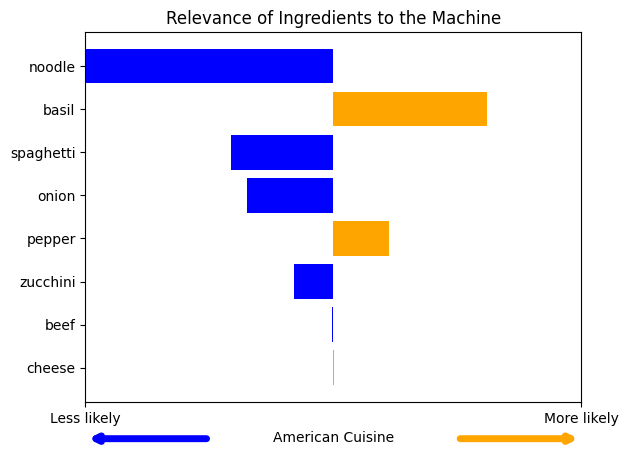 Relevance of Ingredients to the Machine
noodle
basil
spaghetti
onion
pepper
zucchini
beef
cheese
Less likely
More likely
American Cuisine